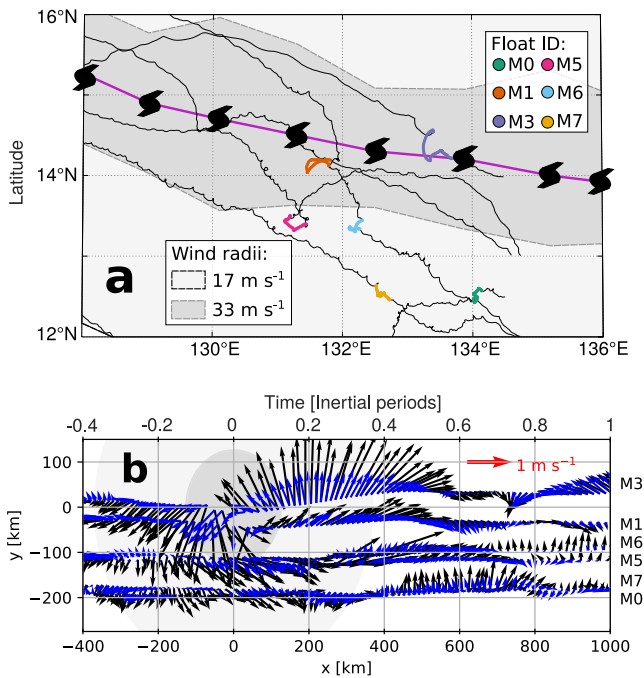 16°N
14°N
12°N
Latitude
Float ID:
M0 M5
M1 M6
M3 M7
Wind radii:
17 m s⁻¹
33 m s⁻¹
a
130°E 132°E 134°E 136°E
Time [Inertial periods]
-0.4 -0.2 0 0.2 0.4 0.6 0.8 1
b
1 m s⁻¹
y [km]
100
0
−100
−200
M3
M1
M6
M5
M7
M0
−400 −200 0 200 400 600 800 1000
x [km]